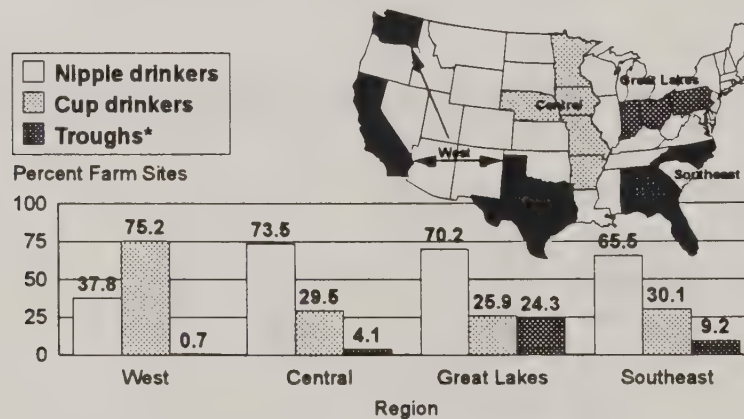 Nipple drinkers
Cup drinkers
Troughs*
Great Lakes
Central
West
Southeast
Percent Farm Sites
100
75
50
25
0
37.8
75.2
0.7
73.5
29.5
4.1
70.2
25.9
24.3
65.5
30.1
9.2
West
Central
Great Lakes
Southeast
Region